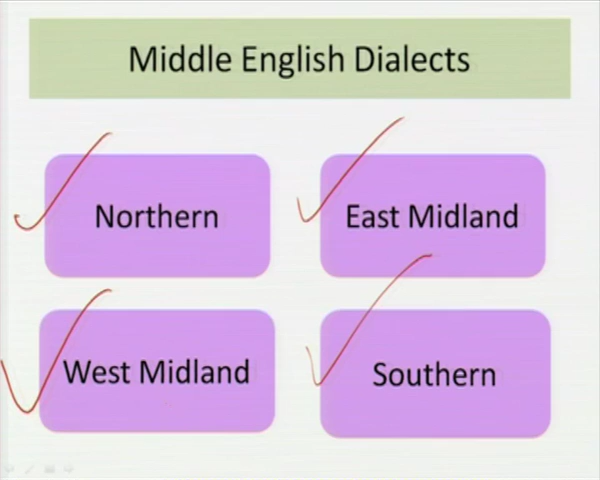 Middle English Dialects
Northern
East Midland
West Midland
Southern